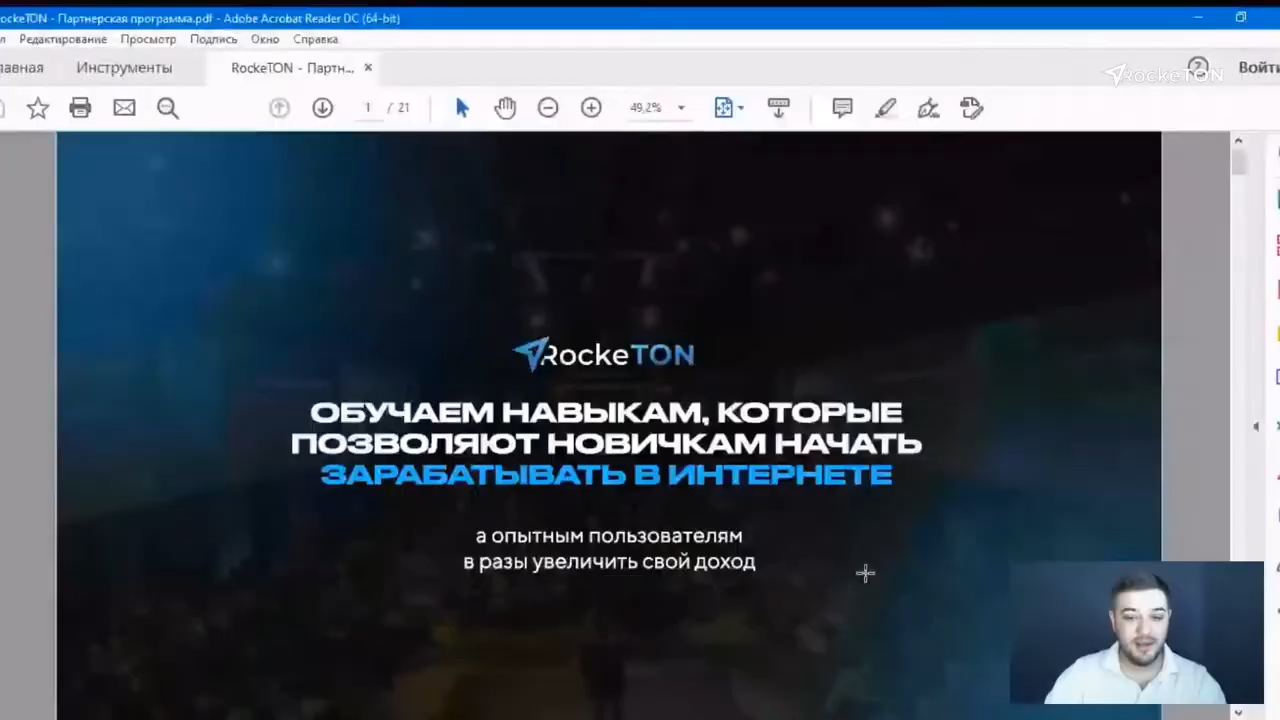 ockeTON - Партнерская программа.pdf - Adobe Acrobat Reader DC (64-bit)
Редактирование Просмотр Подпись Окно Справка
лавная Инструменты RockeTON - Партн... × ? Войти
RockeTON
1 / 21 49,2%
RockeTON
ОБУЧАЕМ НАВЫКАМ, КОТОРЫЕ
ПОЗВОЛЯЮТ НОВИЧКАМ НАЧАТЬ
ЗАРАБАТЫВАТЬ В ИНТЕРНЕТЕ
а опытным пользователям
в разы увеличить свой доход